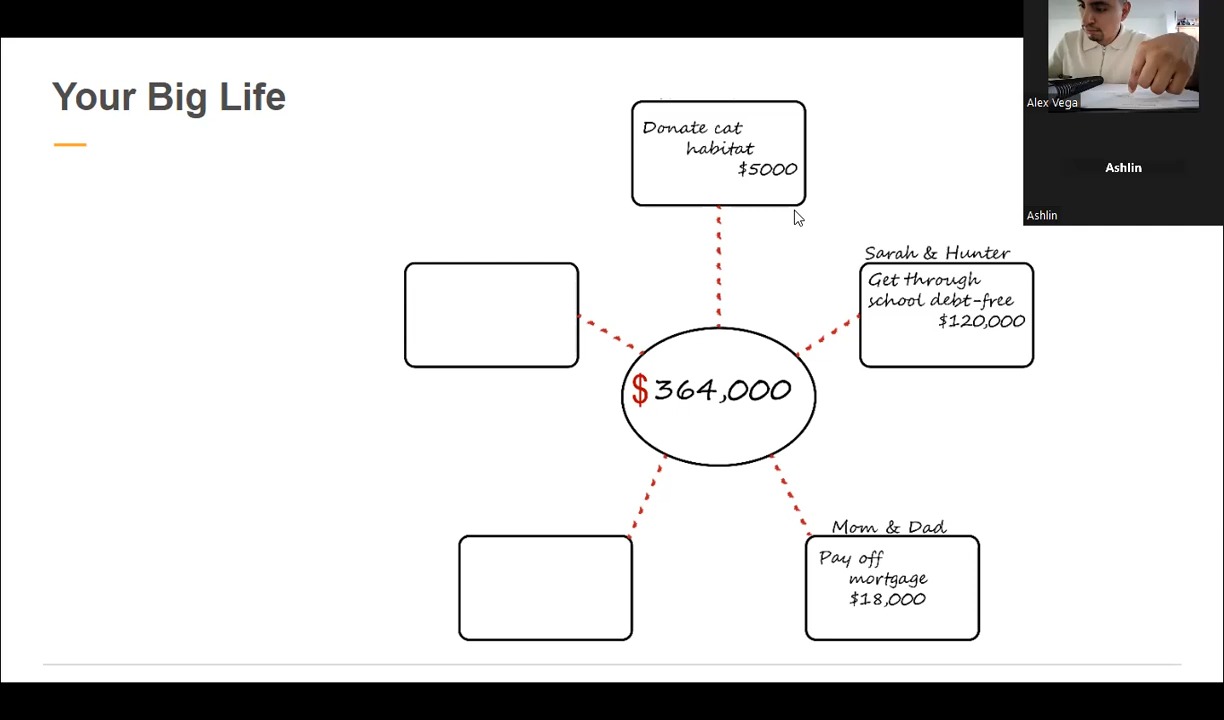 Your Big Life
Alex Vega
Ashlin
Ashlin
Donate cat
habitat
$5000
Sarah & Hunter
Get through
school debt-free
$120,000
$364,000
Mom & Dad
Pay off
mortgage
$18,000